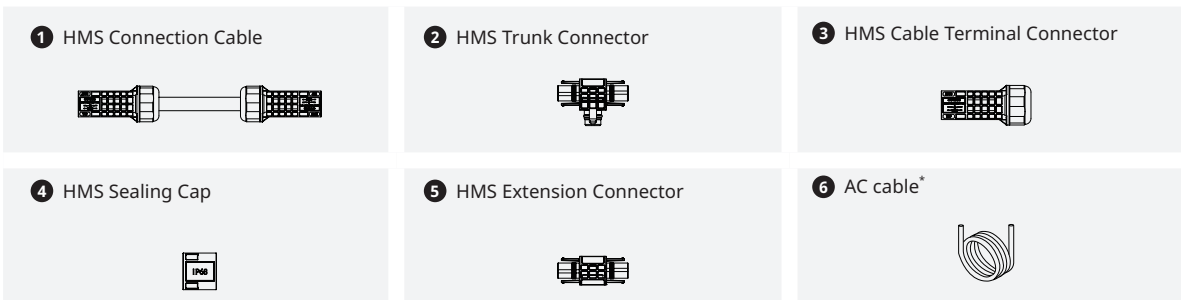 1 HMS Connection Cable
2 HMS Trunk Connector
3 HMS Cable Terminal Connector
4 HMS Sealing Cap
IP68
5 HMS Extension Connector
6 AC cable*